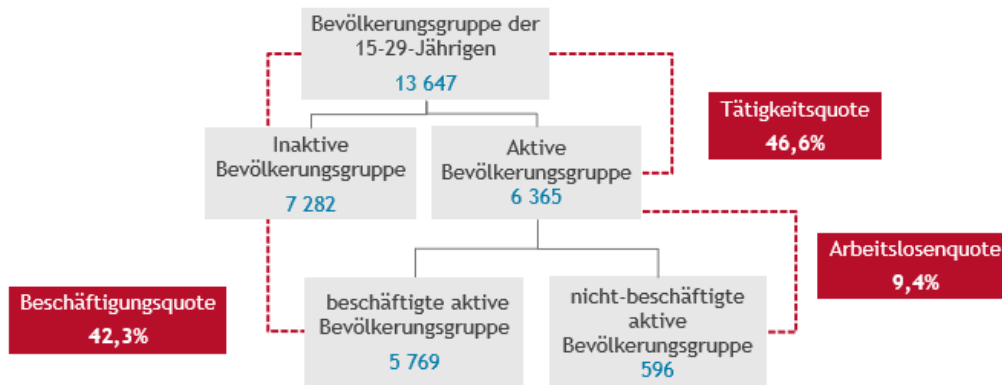 Bevölkerungsgruppe der
15-29-Jährigen
13 647
Tätigkeitsquote
46,6%
Inaktive
Bevölkerungsgruppe
7 282
Aktive
Bevölkerungsgruppe
6 365
Arbeitslosenquote
9,4%
Beschäftigungsquote
42,3%
beschäftigte aktive
Bevölkerungsgruppe
5 769
nicht-beschäftigte
aktive
Bevölkerungsgruppe
596